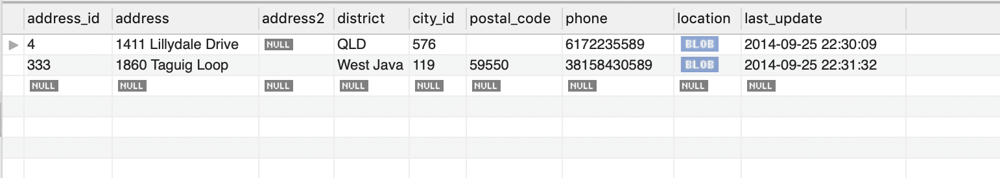 address_id address address2 district city_id postal_code phone location last_update
4 1411 Lillydale Drive NULL QLD 576 6172235589 BLOB 2014-09-25 22:30:09
333 1860 Taguig Loop West Java 119 59550 38158430589 BLOB 2014-09-25 22:31:32
NULL NULL NULL NULL NULL NULL NULL NULL NULL